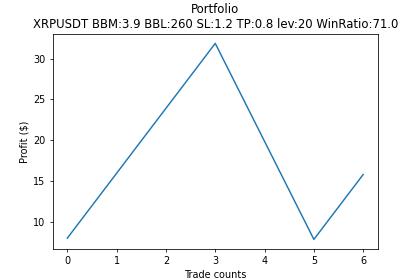 Portfolio
XRPUSDT BBM:3.9 BBL:260 SL:1.2 TP:0.8 lev:20 WinRatio:71.0
30
25
20
15
10
Profit ($)
0 1 2 3 4 5 6
Trade counts